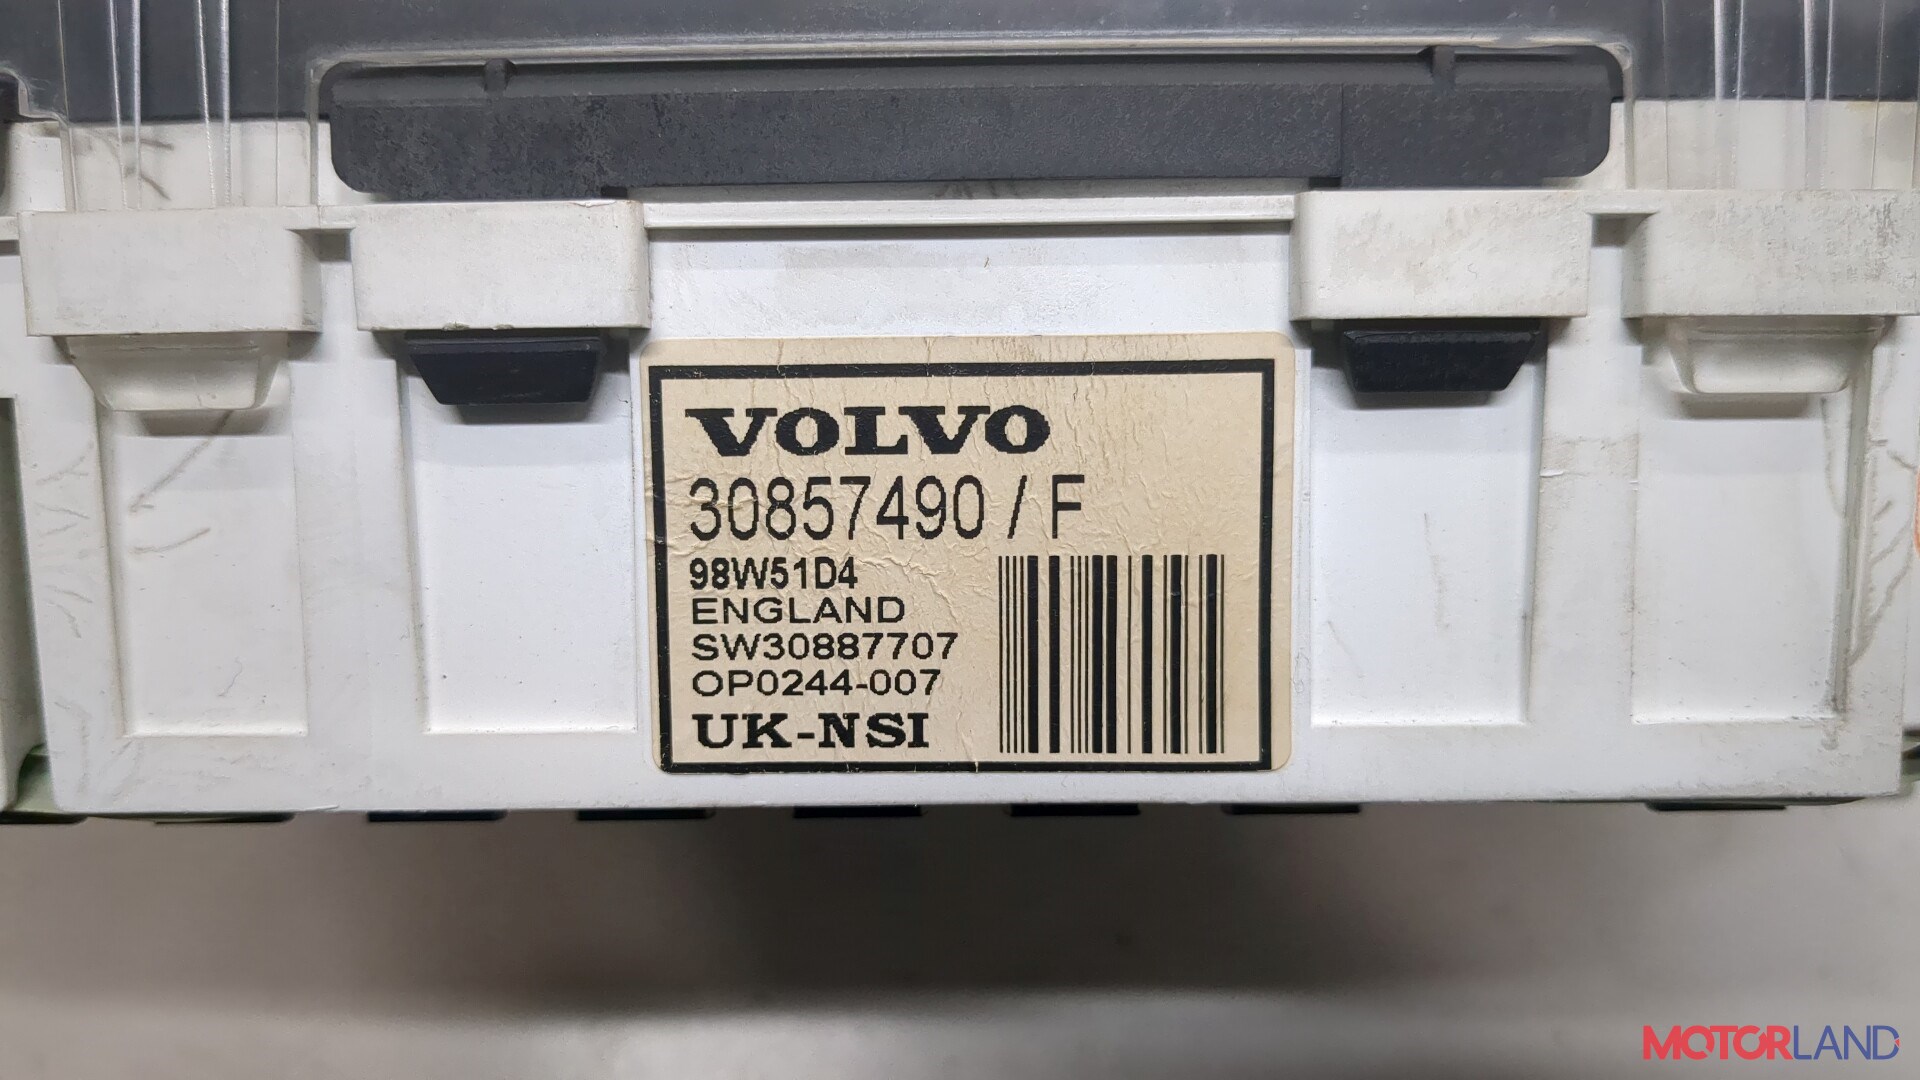 VOLVO
30857490 / F
98W51D4
ENGLAND
SW30887707
OP0244-007
UK-NSI
MOTORLAND